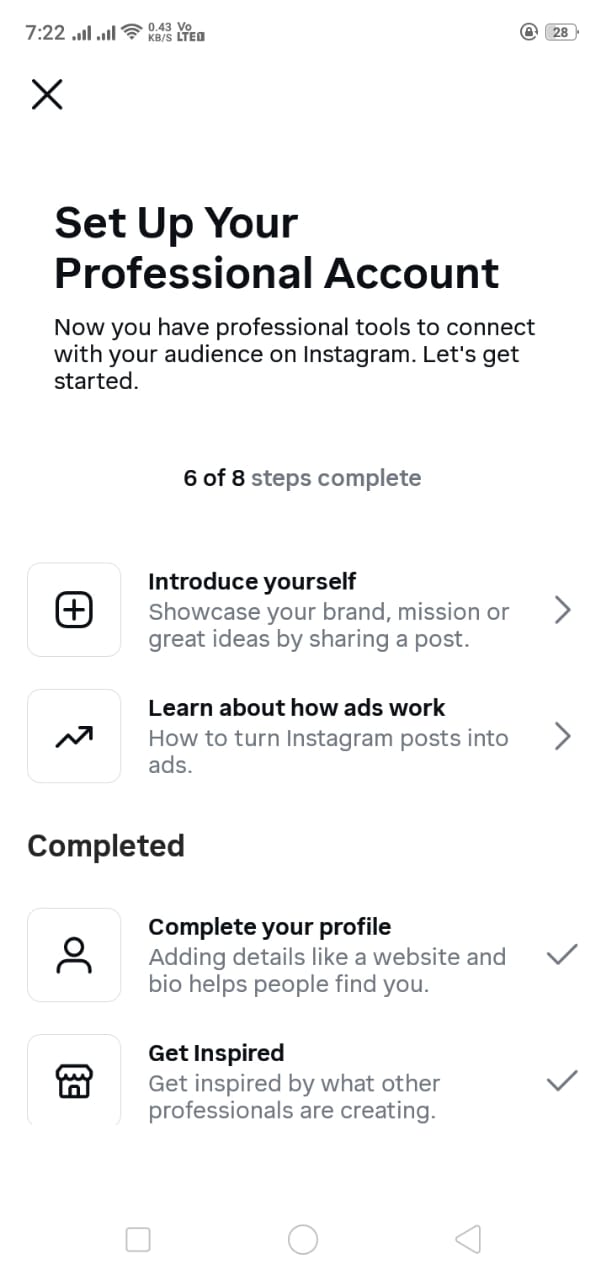 7:22 0.43 KB/S Vo LTE 28
Set Up Your
Professional Account
Now you have professional tools to connect
with your audience on Instagram. Let's get
started.
6 of 8 steps complete
Introduce yourself
Showcase your brand, mission or
great ideas by sharing a post.
Learn about how ads work
How to turn Instagram posts into
ads.
Completed
Complete your profile
Adding details like a website and
bio helps people find you.
Get Inspired
Get inspired by what other
professionals are creating.